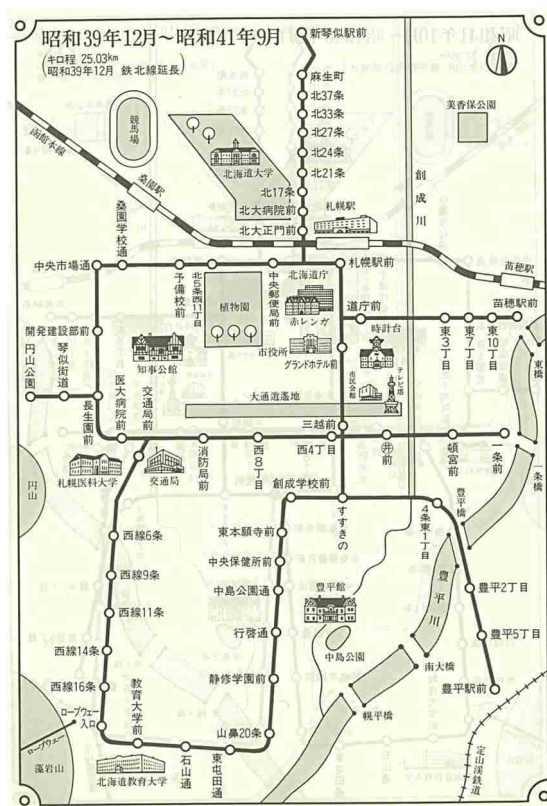 昭和39年12月〜昭和41年9月
(キロ程 25.03km
昭和39年12月 鉄北線延長)
N
新琴似駅前
麻生町
北37条
北33条
北27条
北24条
北21条
北17条
北大病院前
北大正門前
競馬場
北海道大学
美香保公園
函館本線
桑園駅
札幌駅
創成川
苗穂駅
桑園学校通
中央市場通
予備校前
北5条西11丁目
中央郵便局前
札幌駅前
苗穂駅前
北海道庁
赤レンガ
道庁前
植物園
時計台
東3丁目
東7丁目
東10丁目
開発建設部前
市役所
グランドホテル前
知事公館
市民会館
テレビ塔
東橋
円山公園
琴似街道
長生園前
医大病院前
交通局前
大通逍遙地
三越前
消防局前
西8丁目
西4丁目
㊉前
頓宮前
一条前
一条橋
札幌医科大学
交通局
円山
創成学校前
すすきの
4条東1丁目
豊平橋
西線6条
東本願寺前
西線9条
中央保健所前
豊平川
豊平館
豊平2丁目
西線11条
中島公園通
行啓通
豊平5丁目
西線14条
中島公園
南大橋
西線16条
静修学園前
豊平駅前
教育大学前
幌平橋
ロープウェー入口
山鼻20条
ロープウェー
藻岩山
北海道教育大学
石山通
東屯田通
定山渓鉄道